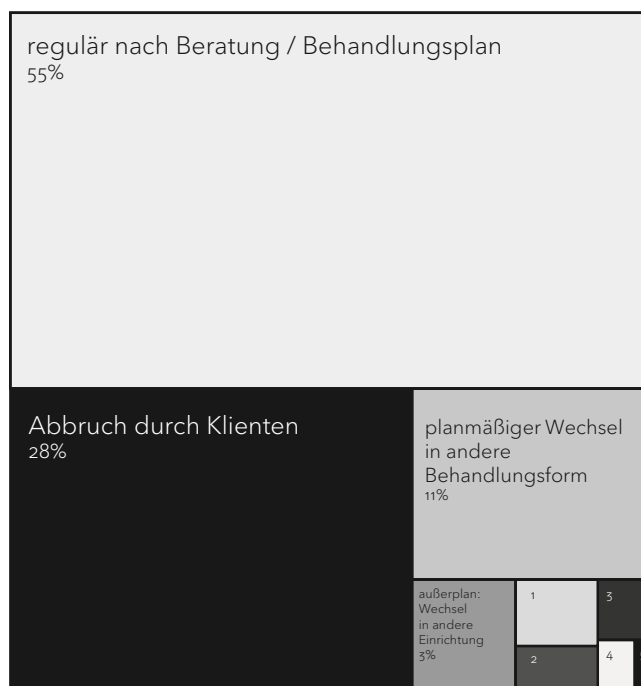 regulär nach Beratung / Behandlungsplan
55%
Abbruch durch Klienten
28%
planmäßiger Wechsel
in andere
Behandlungsform
11%
außerplan:
Wechsel
in andere
Einrichtung
3%
1
2
3
4